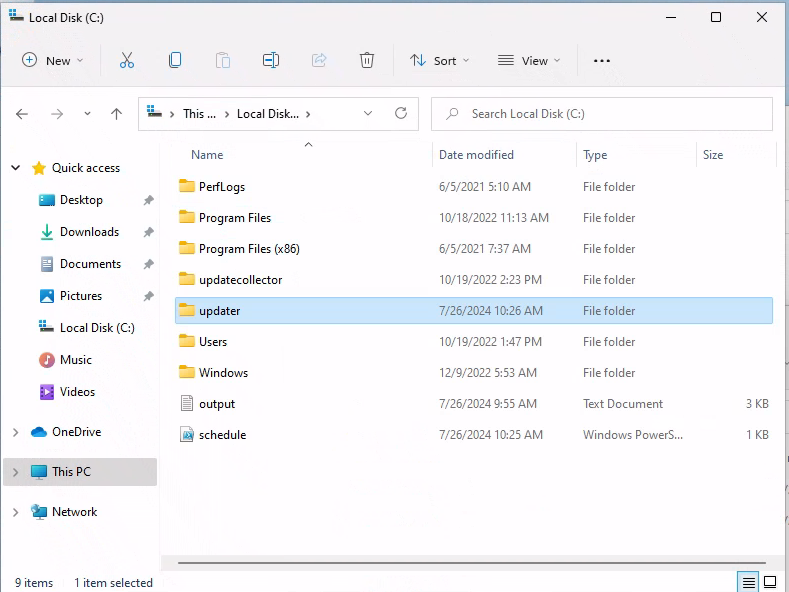 Local Disk (C:)
New
Sort
View
This ...
Local Disk...
Search Local Disk (C:)
Name Date modified Type Size
Quick access
Desktop
Downloads
Documents
Pictures
Local Disk (C:)
Music
Videos
OneDrive
This PC
Network
PerfLogs 6/5/2021 5:10 AM File folder
Program Files 10/18/2022 11:13 AM File folder
Program Files (x86) 6/5/2021 7:37 AM File folder
updatecollector 10/19/2022 2:23 PM File folder
updater 7/26/2024 10:26 AM File folder
Users 10/19/2022 1:47 PM File folder
Windows 12/9/2022 5:53 AM File folder
output 7/26/2024 9:55 AM Text Document 3 KB
schedule 7/26/2024 10:25 AM Windows PowerS... 1 KB
9 items 1 item selected